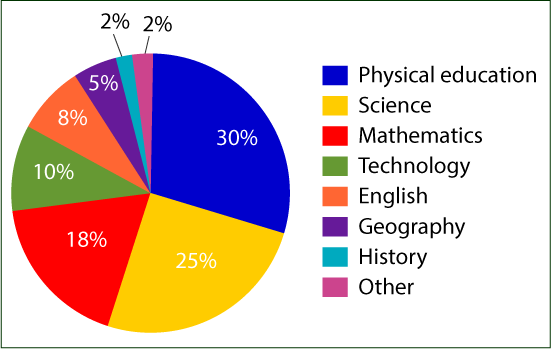 2% 2%
5%
8%
30%
10%
18%
25%
Physical education
Science
Mathematics
Technology
English
Geography
History
Other